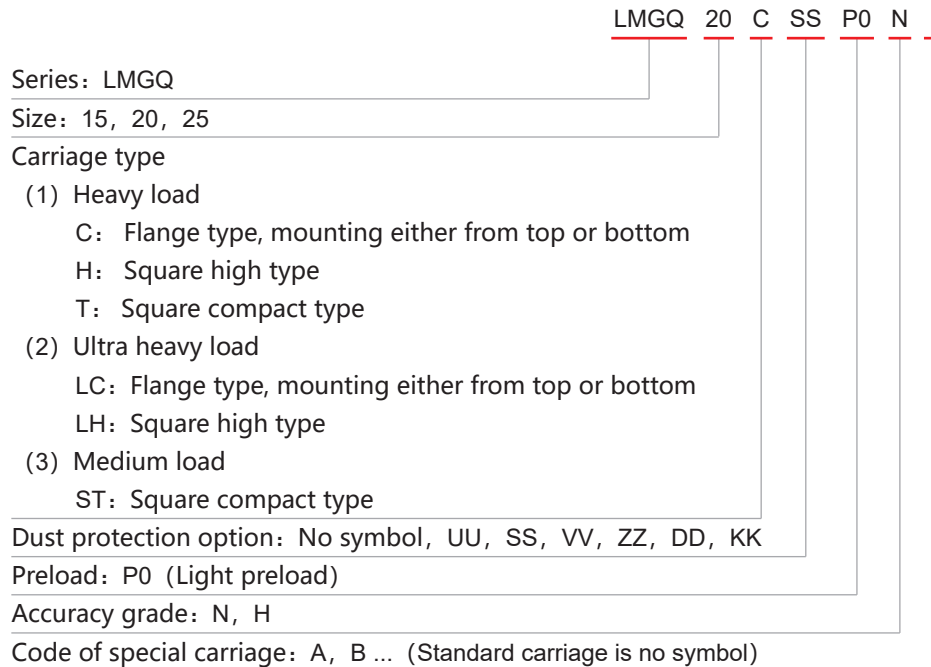 LMGQ 20 C SS P0 N
Series：LMGQ
Size：15，20，25
Carriage type
（1）Heavy load
C： Flange type, mounting either from top or bottom
H：Square high type
T： Square compact type
（2）Ultra heavy load
LC：Flange type, mounting either from top or bottom
LH：Square high type
（3）Medium load
ST：Square compact type
Dust protection option：No symbol，UU，SS，VV，ZZ，DD，KK
Preload：P0（Light preload）
Accuracy grade：N，H
Code of special carriage：A，B ...（Standard carriage is no symbol）